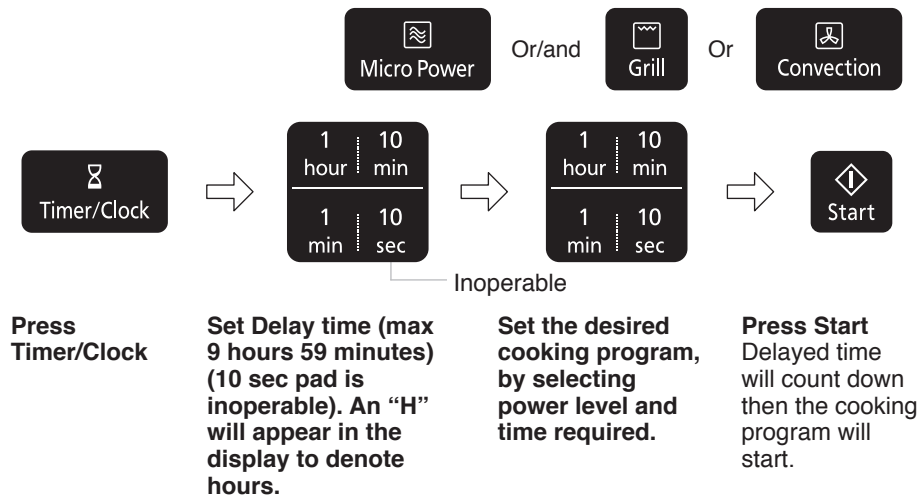 Micro Power Or/and Grill Or Convection
Timer/Clock
1 hour 10 min
1 min 10 sec
1 hour 10 min
1 min 10 sec
Start
Inoperable
Press
Timer/Clock
Set Delay time (max
9 hours 59 minutes)
(10 sec pad is
inoperable). An “H”
will appear in the
display to denote
hours.
Set the desired
cooking program,
by selecting
power level and
time required.
Press Start
Delayed time
will count down
then the cooking
program will
start.